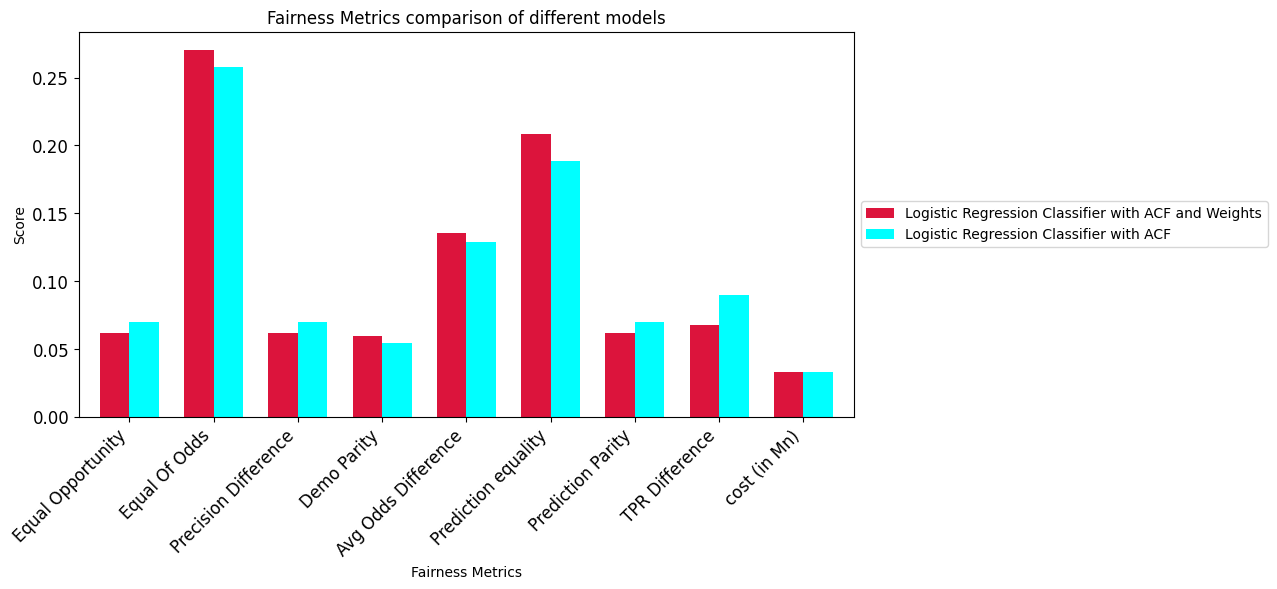 Fairness Metrics comparison of different models
Score
0.25
0.20
0.15
0.10
0.05
0.00
Logistic Regression Classifier with ACF and Weights
Logistic Regression Classifier with ACF
Equal Opportunity
Equal Of Odds
Precision Difference
Demo Parity
Avg Odds Difference
Prediction equality
Prediction Parity
TPR Difference
cost (in Mn)
Fairness Metrics